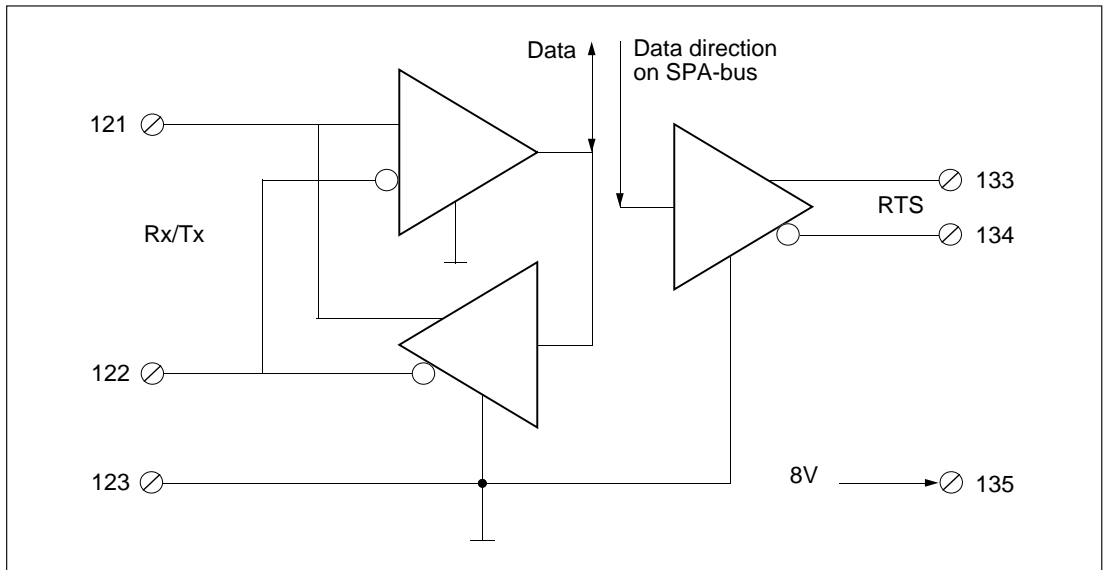 Data
Data direction
on SPA-bus
121
133
RTS
134
Rx/Tx
122
123
8V
135